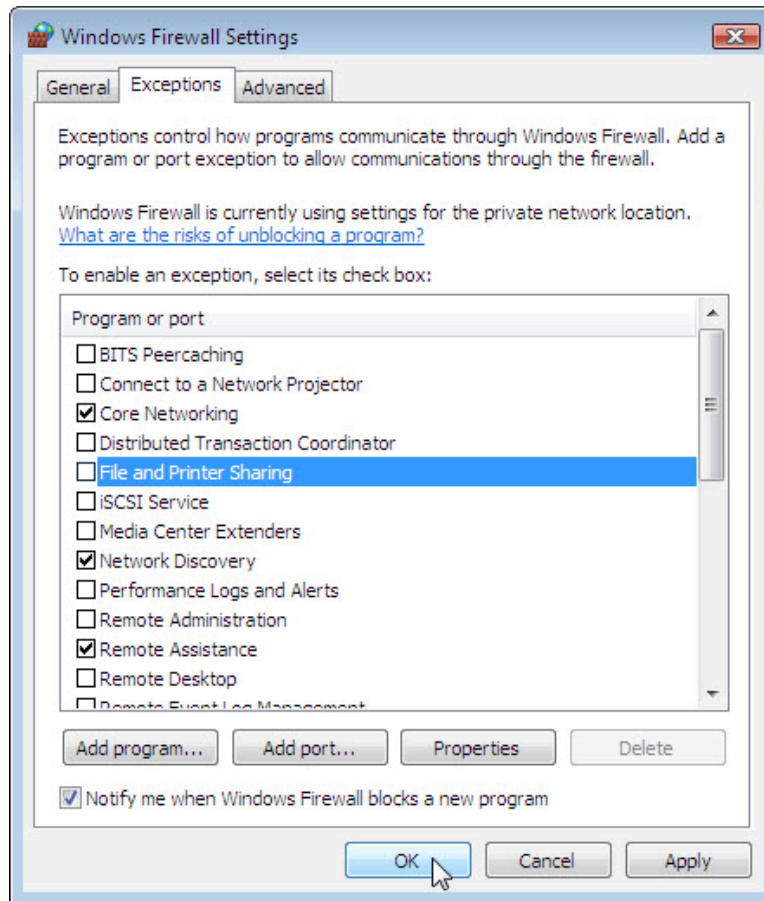 Windows Firewall Settings
General Exceptions Advanced
Exceptions control how programs communicate through Windows Firewall. Add a
program or port exception to allow communications through the firewall.
Windows Firewall is currently using settings for the private network location.
What are the risks of unblocking a program?
To enable an exception, select its check box:
Program or port
BITS Peercaching
Connect to a Network Projector
Core Networking
Distributed Transaction Coordinator
File and Printer Sharing
iSCSI Service
Media Center Extenders
Network Discovery
Performance Logs and Alerts
Remote Administration
Remote Assistance
Remote Desktop
Remote Event Log Management
Add program... Add port... Properties Delete
Notify me when Windows Firewall blocks a new program
OK Cancel Apply